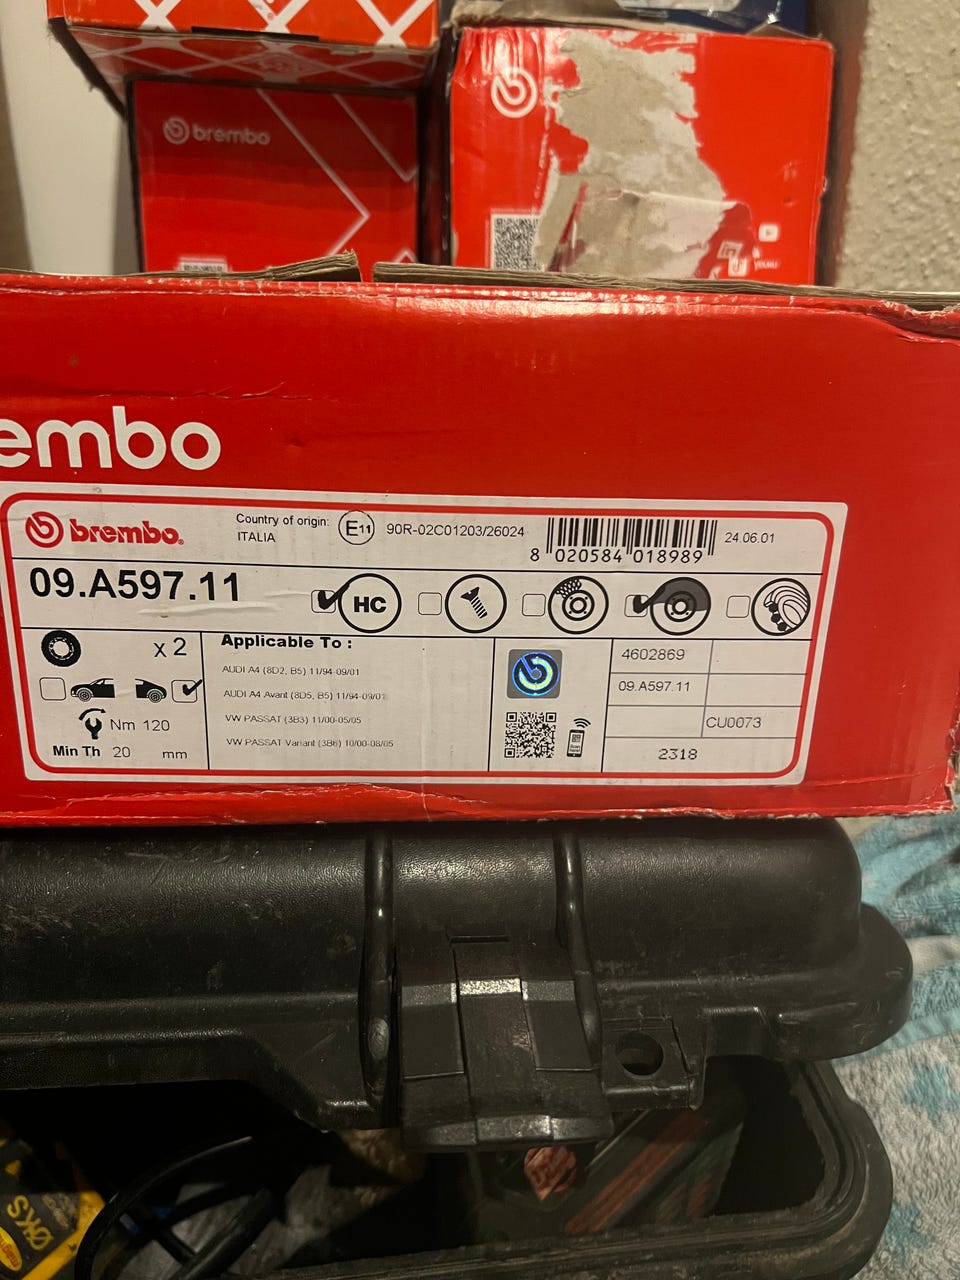 brembo
embo
brembo.
Country of origin:
ITALIA
E11
90R-02C01203/26024
8 020584 018989
24.06.01
09.A597.11
HC
x 2
Nm 120
Min Th 20 mm
Applicable To :
AUDI A4 (8D2, B5) 11/94-09/01
AUDI A4 Avant (8D5, B5) 11/94-09/01
VW PASSAT (3B3) 11/00-05/05
VW PASSAT Variant (3B6) 10/00-08/05
4602869
09.A597.11
CU0073
2318